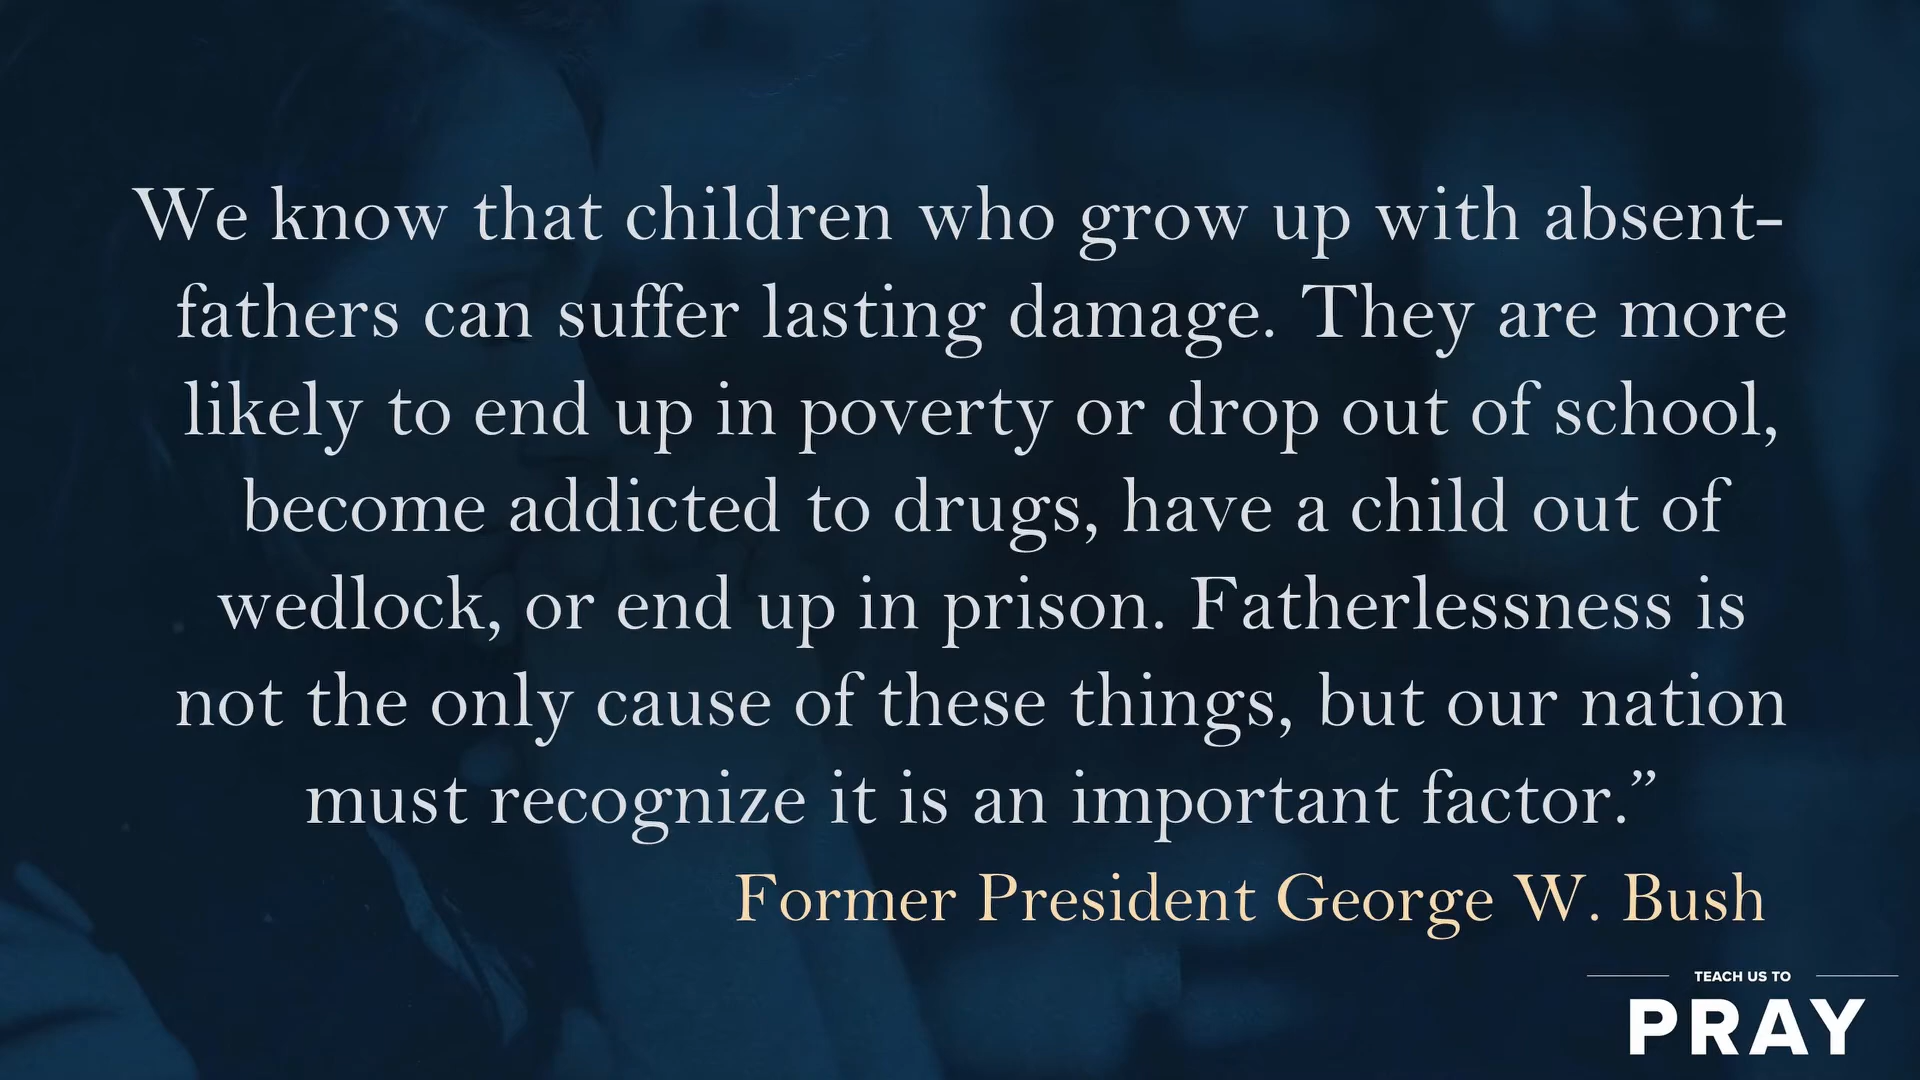 We know that children who grow up with absent-
fathers can suffer lasting damage. They are more
likely to end up in poverty or drop out of school,
become addicted to drugs, have a child out of
wedlock, or end up in prison. Fatherlessness is
not the only cause of these things, but our nation
must recognize it is an important factor.”
Former President George W. Bush
TEACH US TO
PRAY